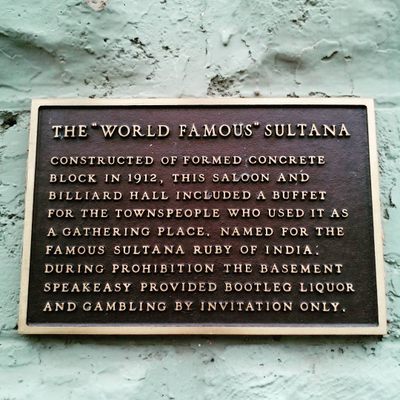 THE "WORLD FAMOUS" SULTANA
CONSTRUCTED OF FORMED CONCRETE
BLOCK IN 1912, THIS SALOON AND
BILLIARD HALL INCLUDED A BUFFET
FOR THE TOWNSPEOPLE WHO USED IT AS
A GATHERING PLACE. NAMED FOR THE
FAMOUS SULTANA RUBY OF INDIA.
DURING PROHIBITION THE BASEMENT
SPEAKEASY PROVIDED BOOTLEG LIQUOR
AND GAMBLING BY INVITATION ONLY.